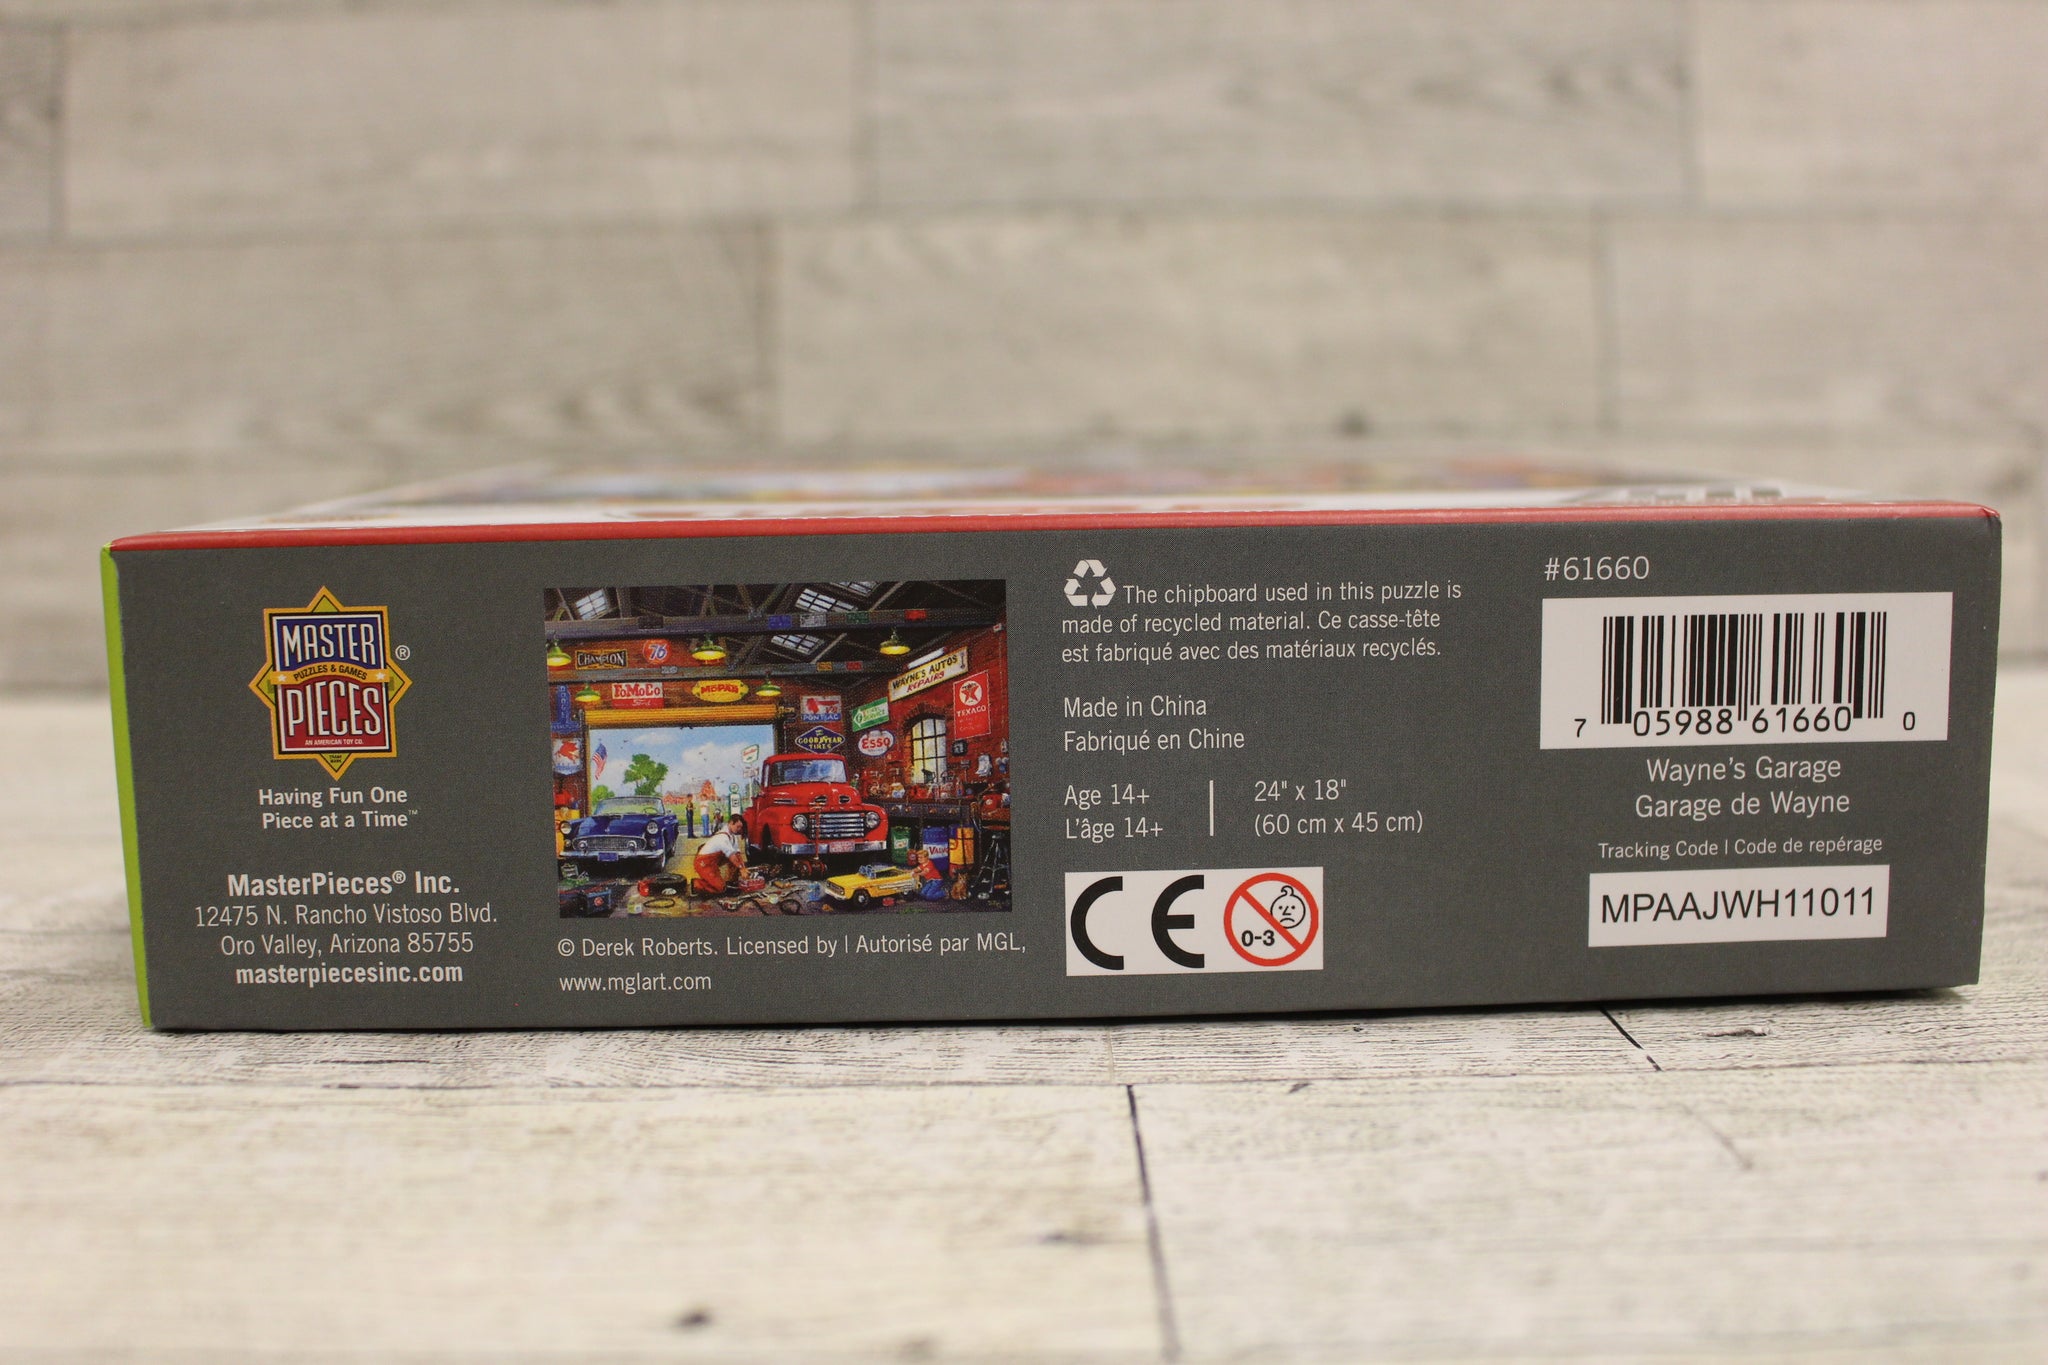 MASTER
PUZZLES & GAMES
PIECES
AN AMERICAN TOY CO.
®
Having Fun One
Piece at a Time™
MasterPieces® Inc.
12475 N. Rancho Vistoso Blvd.
Oro Valley, Arizona 85755
masterpiecesinc.com
CHAMPION
76
FoMoCo
Ford
MOPAR
WAYNE'S AUTOS
REPAIRS
PONTIAC
TEXACO
GOODYEAR
TIRES
ESSO
© Derek Roberts. Licensed by | Autorisé par MGL,
www.mglart.com
The chipboard used in this puzzle is
made of recycled material. Ce casse-tête
est fabriqué avec des matériaux recyclés.
Made in China
Fabriqué en Chine
Age 14+
L'âge 14+
24" x 18"
(60 cm x 45 cm)
CE
0-3
#61660
7 05988 61660 0
Wayne's Garage
Garage de Wayne
Tracking Code | Code de repérage
MPAAJWH11011